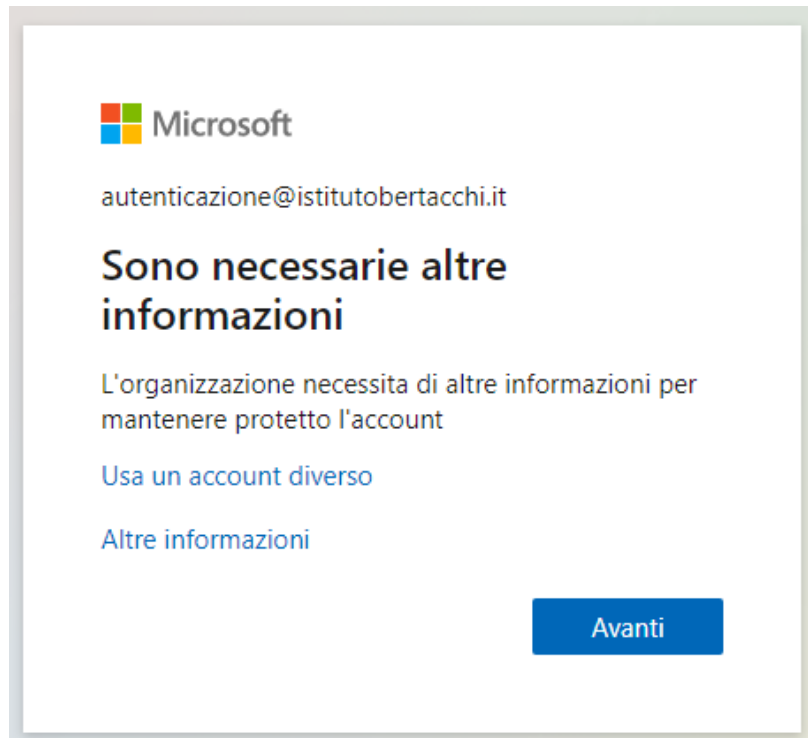 Microsoft
autenticazione@istitutobertacchi.it
Sono necessarie altre
informazioni
L'organizzazione necessita di altre informazioni per
mantenere protetto l'account
Usa un account diverso
Altre informazioni
Avanti